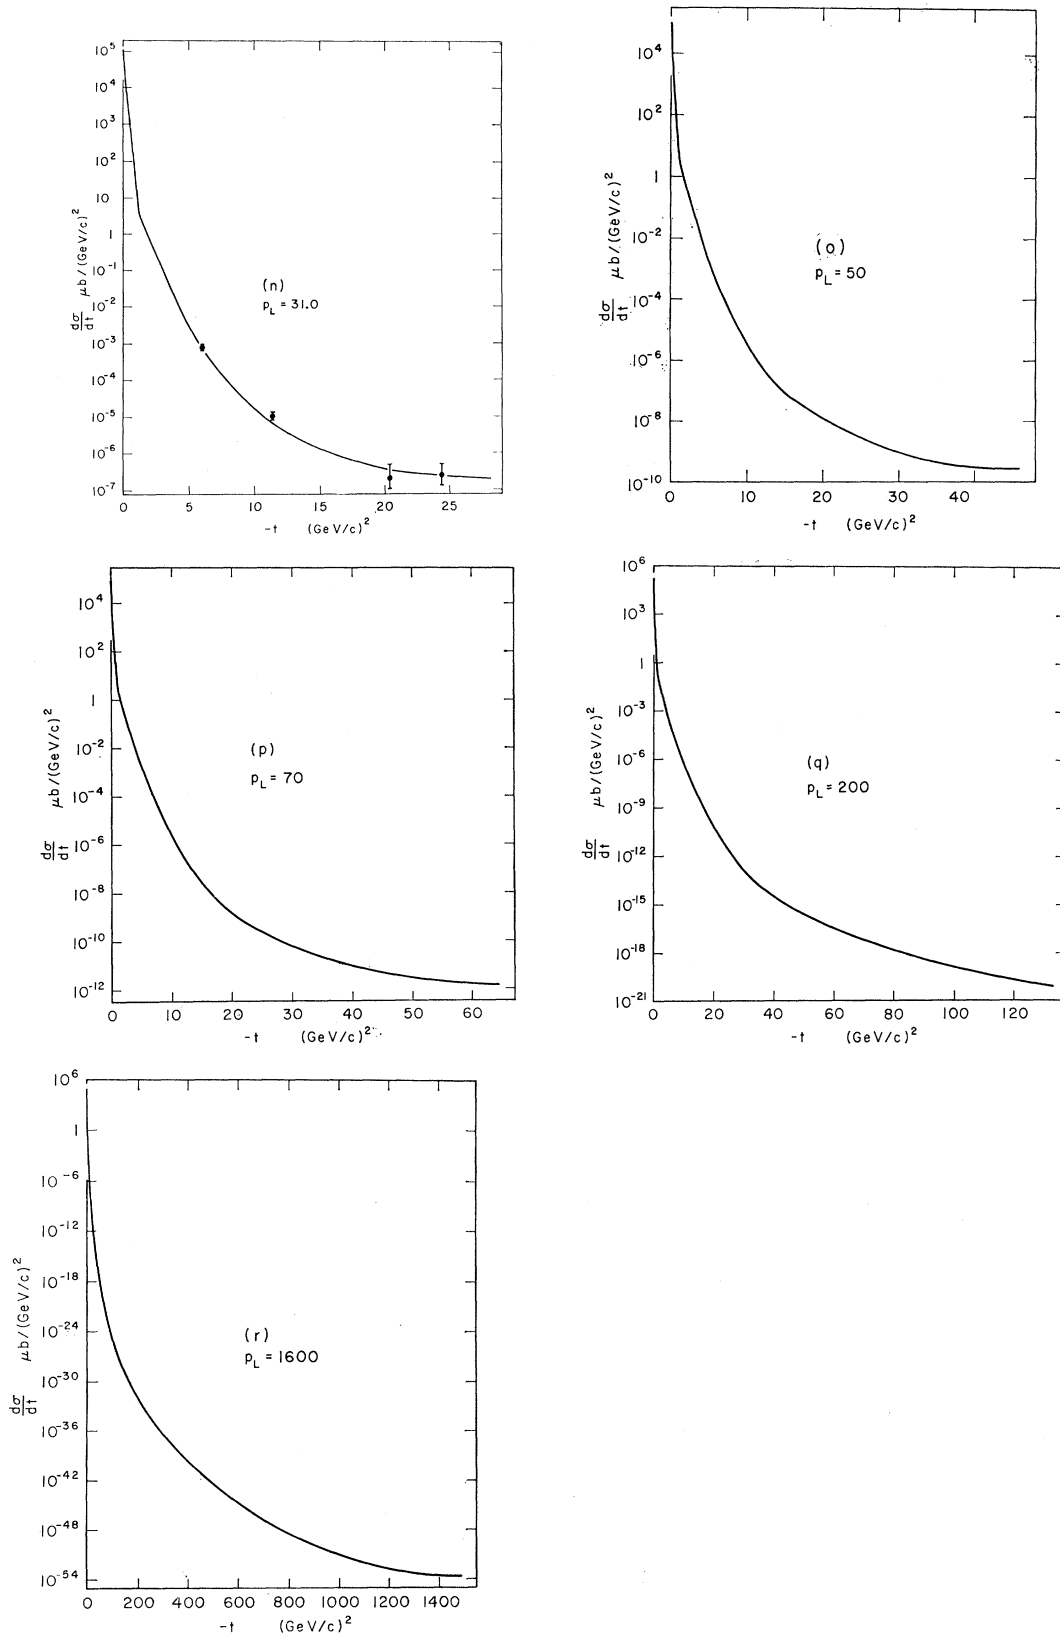 10^5
10^4
10^3
10^2
10
1
10^-1
10^-2
10^-3
10^-4
10^-5
10^-6
10^-7
dσ/dt μb/(GeV/c)^2
(n)
p_L = 31.0
0 5 10 15 20 25
-t (GeV/c)^2
10^4
10^2
1
10^-2
10^-4
10^-6
10^-8
10^-10
dσ/dt μb/(GeV/c)^2
(o)
p_L = 50
0 10 20 30 40
-t (GeV/c)^2
10^4
10^2
1
10^-2
10^-4
10^-6
10^-8
10^-10
10^-12
dσ/dt μb/(GeV/c)^2
(p)
p_L = 70
0 10 20 30 40 50 60
-t (GeV/c)^2
10^6
10^3
1
10^-3
10^-6
10^-9
10^-12
10^-15
10^-18
10^-21
dσ/dt μb/(GeV/c)^2
(q)
p_L = 200
0 20 40 60 80 100 120
-t (GeV/c)^2
10^6
1
10^-6
10^-12
10^-18
10^-24
10^-30
10^-36
10^-42
10^-48
10^-54
dσ/dt μb/(GeV/c)^2
(r)
p_L = 1600
0 200 400 600 800 1000 1200 1400
-t (GeV/c)^2